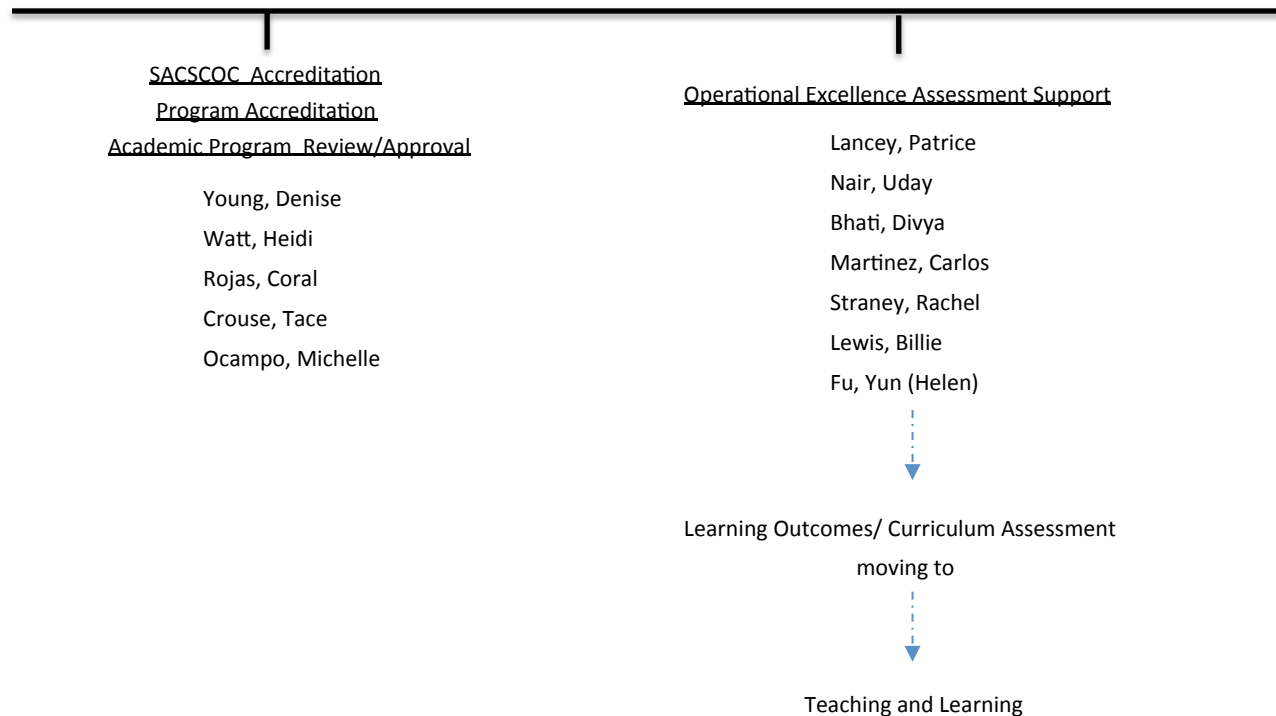 SACSCOC Accreditation
Program Accreditation
Academic Program Review/Approval
Young, Denise
Watt, Heidi
Rojas, Coral
Crouse, Tace
Ocampo, Michelle
Operational Excellence Assessment Support
Lancey, Patrice
Nair, Uday
Bhati, Divya
Martinez, Carlos
Straney, Rachel
Lewis, Billie
Fu, Yun (Helen)
Learning Outcomes/ Curriculum Assessment
moving to
Teaching and Learning